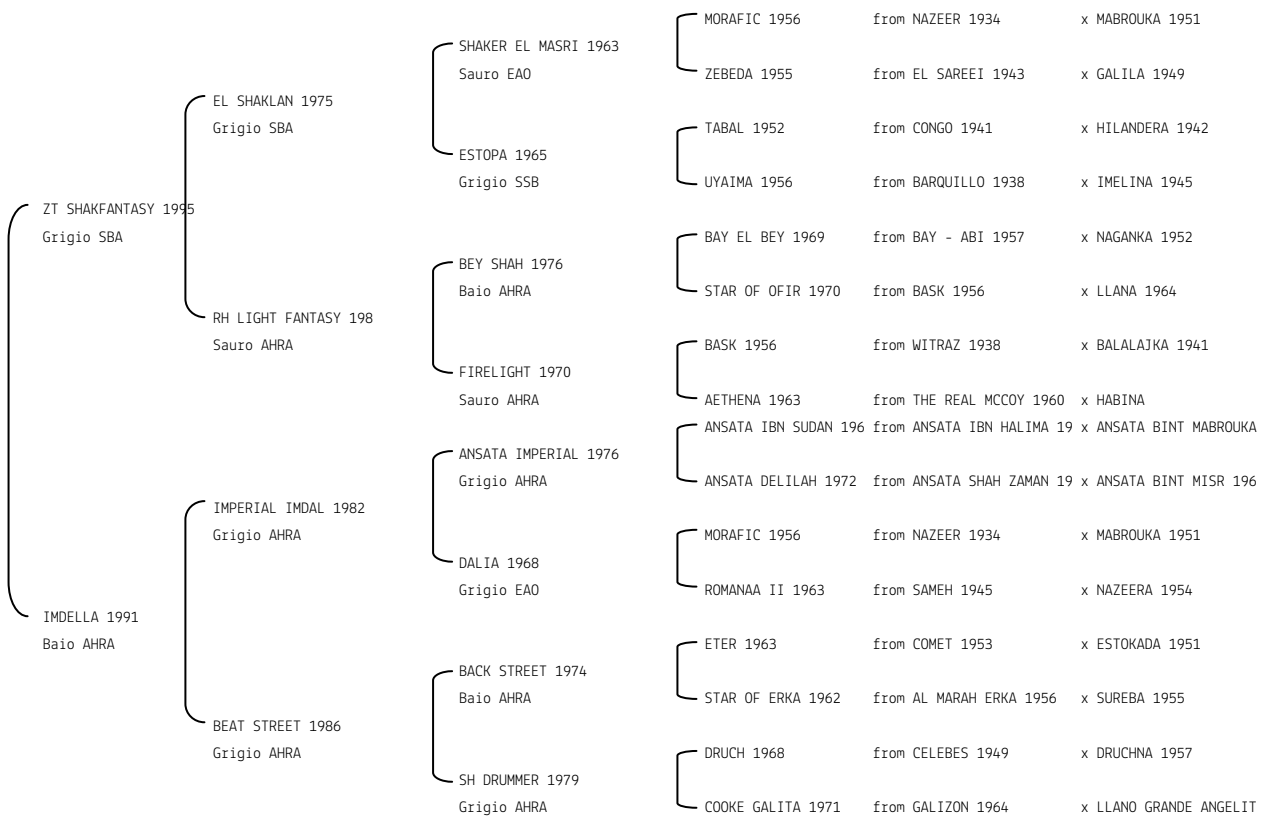 MORAFIC 1956 from NAZEER 1934 x MABROUKA 1951
SHAKER EL MASRI 1963
Sauro EAO
ZEBEDA 1955 from EL SAREEI 1943 x GALILA 1949
EL SHAKLAN 1975
Grigio SBA
TABAL 1952 from CONGO 1941 x HILANDERA 1942
ESTOPA 1965
Grigio SSB
UYAIMA 1956 from BARQUILLO 1938 x IMELINA 1945
ZT SHAKFANTASY 1995
Grigio SBA
BAY EL BEY 1969 from BAY - ABI 1957 x NAGANKA 1952
BEY SHAH 1976
Baio AHRA
STAR OF OFIR 1970 from BASK 1956 x LLANA 1964
RH LIGHT FANTASY 198
Sauro AHRA
BASK 1956 from WITRAZ 1938 x BALALAJKA 1941
FIRELIGHT 1970
Sauro AHRA
AETHENA 1963 from THE REAL MCCOY 1960 x HABINA
ANSATA IBN SUDAN 196 from ANSATA IBN HALIMA 19 x ANSATA BINT MABROUKA
ANSATA IMPERIAL 1976
Grigio AHRA
ANSATA DELILAH 1972 from ANSATA SHAH ZAMAN 19 x ANSATA BINT MISR 196
IMPERIAL IMDAL 1982
Grigio AHRA
MORAFIC 1956 from NAZEER 1934 x MABROUKA 1951
DALIA 1968
Grigio EAO
ROMANAA II 1963 from SAMEH 1945 x NAZEERA 1954
IMDELLA 1991
Baio AHRA
ETER 1963 from COMET 1953 x ESTOKADA 1951
BACK STREET 1974
Baio AHRA
STAR OF ERKA 1962 from AL MARAH ERKA 1956 x SUREBA 1955
BEAT STREET 1986
Grigio AHRA
DRUCH 1968 from CELEBES 1949 x DRUCHNA 1957
SH DRUMMER 1979
Grigio AHRA
COOKE GALITA 1971 from GALIZON 1964 x LLANO GRANDE ANGELIT